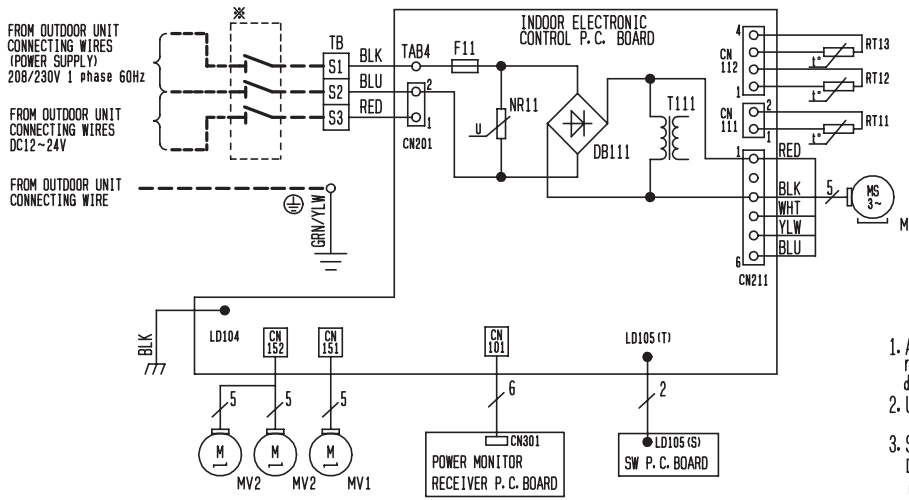 FROM OUTDOOR UNIT
CONNECTING WIRES
(POWER SUPPLY)
208/230V 1 phase 60Hz
FROM OUTDOOR UNIT
CONNECTING WIRES
DC12~24V
FROM OUTDOOR UNIT
CONNECTING WIRE
※
TB
S1
S2
S3
BLK
BLU
RED
GRN/YLW
TAB4
2
1
CN201
F11
INDOOR ELECTRONIC
CONTROL P.C. BOARD
NR11
U
DB111
T111
4
CN
112
1
t°
RT13
t°
RT12
2
CN
111
1
t°
RT11
1
RED
BLK
WHT
YLW
BLU
6
CN211
5
MS
3~
M
BLK
LD104
CN
152
CN
151
CN
101
LD105(T)
5
5
5
6
2
M
M
M
MV2
MV2
MV1
CN301
POWER MONITOR
RECEIVER P.C. BOARD
LD105(S)
SW P.C. BOARD
1. A
r
d
2. U
3. S
D